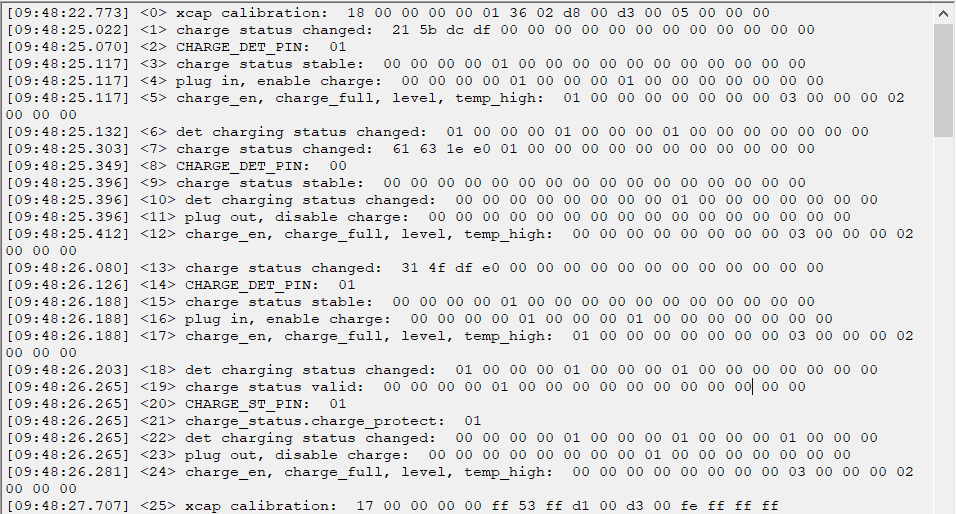 [09:48:22.773] <0> xcap calibration:  18 00 00 00 00 01 36 02 d8 00 d3 00 05 00 00 00
[09:48:25.022] <1> charge status changed:  21 5b dc df 00 00 00 00 00 00 00 00 00 00 00 00
[09:48:25.070] <2> CHARGE_DET_PIN:  01
[09:48:25.117] <3> charge status stable:  00 00 00 00 01 00 00 00 00 00 00 00 00 00 00 00
[09:48:25.117] <4> plug in, enable charge:  00 00 00 00 01 00 00 00 01 00 00 00 00 00 00 00
[09:48:25.117] <5> charge_en, charge_full, level, temp_high:  01 00 00 00 00 00 00 00 03 00 00 00 02
00 00 00
[09:48:25.132] <6> det charging status changed:  01 00 00 00 01 00 00 00 01 00 00 00 00 00 00 00
[09:48:25.303] <7> charge status changed:  61 63 1e e0 01 00 00 00 00 00 00 00 00 00 00 00
[09:48:25.349] <8> CHARGE_DET_PIN:  00
[09:48:25.396] <9> charge status stable:  00 00 00 00 00 00 00 00 00 00 00 00 00 00 00 00
[09:48:25.396] <10> det charging status changed:  00 00 00 00 00 00 00 00 01 00 00 00 00 00 00 00
[09:48:25.396] <11> plug out, disable charge:  00 00 00 00 00 00 00 00 00 00 00 00 00 00 00 00
[09:48:25.412] <12> charge_en, charge_full, level, temp_high:  00 00 00 00 00 00 00 00 03 00 00 00 02
00 00 00
[09:48:26.080] <13> charge status changed:  31 4f df e0 00 00 00 00 00 00 00 00 00 00 00 00
[09:48:26.126] <14> CHARGE_DET_PIN:  01
[09:48:26.188] <15> charge status stable:  00 00 00 00 01 00 00 00 00 00 00 00 00 00 00 00
[09:48:26.188] <16> plug in, enable charge:  00 00 00 00 01 00 00 00 01 00 00 00 00 00 00 00
[09:48:26.188] <17> charge_en, charge_full, level, temp_high:  01 00 00 00 00 00 00 00 03 00 00 00 02
00 00 00
[09:48:26.203] <18> det charging status changed:  01 00 00 00 01 00 00 00 01 00 00 00 00 00 00 00
[09:48:26.265] <19> charge status valid:  00 00 00 00 01 00 00 00 00 00 00 00 00 00 00 00
[09:48:26.265] <20> CHARGE_ST_PIN:  01
[09:48:26.265] <21> charge_status.charge_protect:  01
[09:48:26.265] <22> det charging status changed:  00 00 00 00 01 00 00 00 01 00 00 00 01 00 00 00
[09:48:26.265] <23> plug out, disable charge:  00 00 00 00 00 00 00 00 01 00 00 00 00 00 00 00
[09:48:26.281] <24> charge_en, charge_full, level, temp_high:  00 00 00 00 00 00 00 00 03 00 00 00 02
00 00 00
[09:48:27.707] <25> xcap calibration:  17 00 00 00 00 ff 53 ff d1 00 d3 00 fe ff ff ff